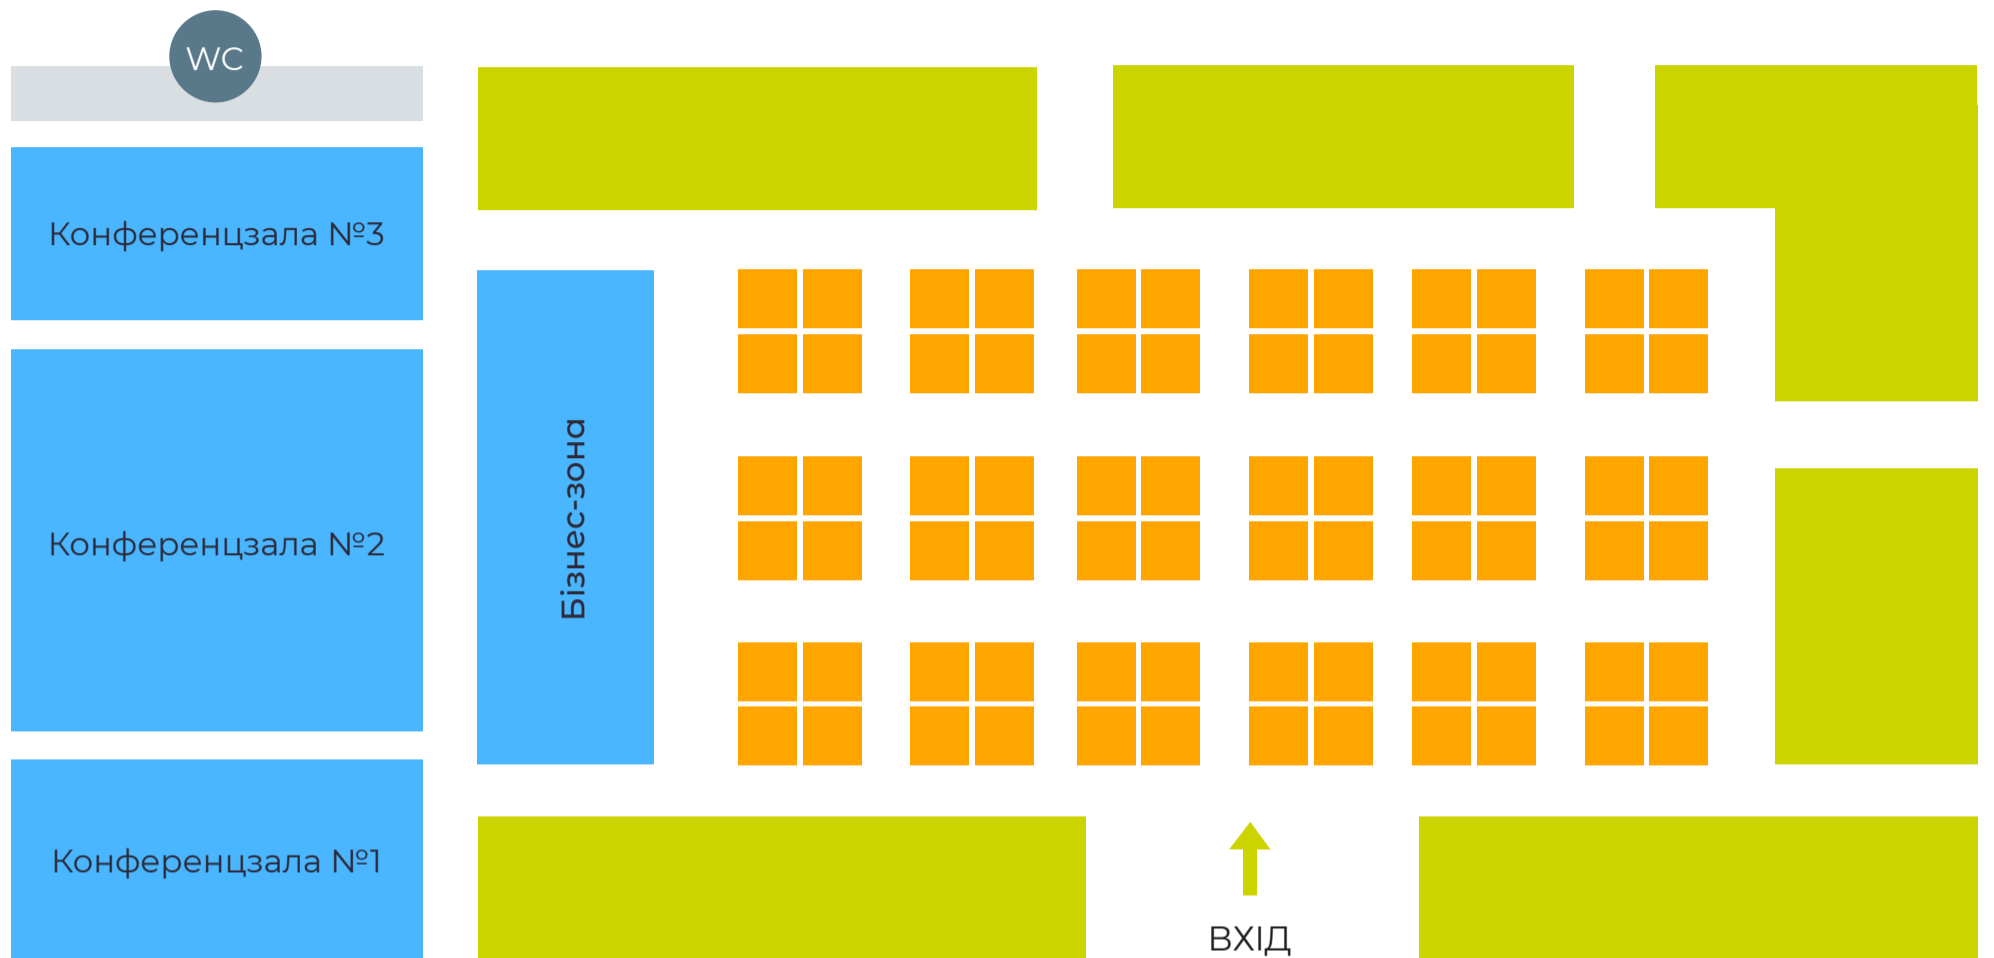 WC
Конференцзала №3
Конференцзала №2
Конференцзала №1
Бізнес-зона
ВХІД